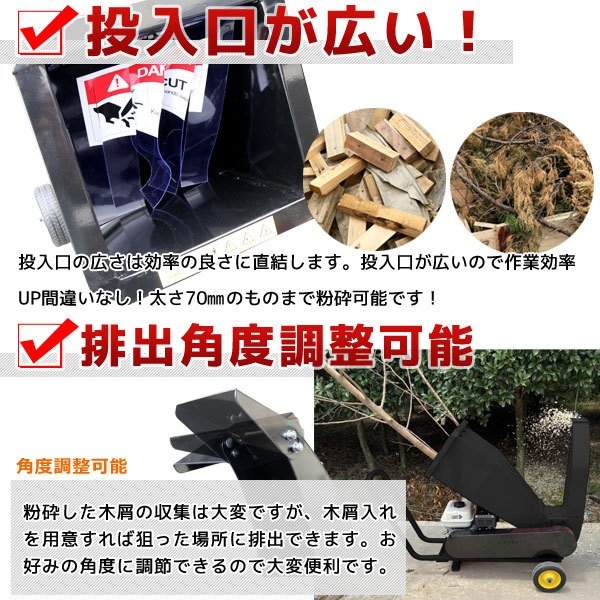 投入口が広い！
DAN
CUT
投入口の広さは効率の良さに直結します。投入口が広いので作業効率
UP間違いなし！太さ70㎜のものまで粉砕可能です！
排出角度調整可能
角度調整可能
粉砕した木屑の収集は大変ですが、木屑入れ
を用意すれば狙った場所に排出できます。お
好みの角度に調節できるので大変便利です。